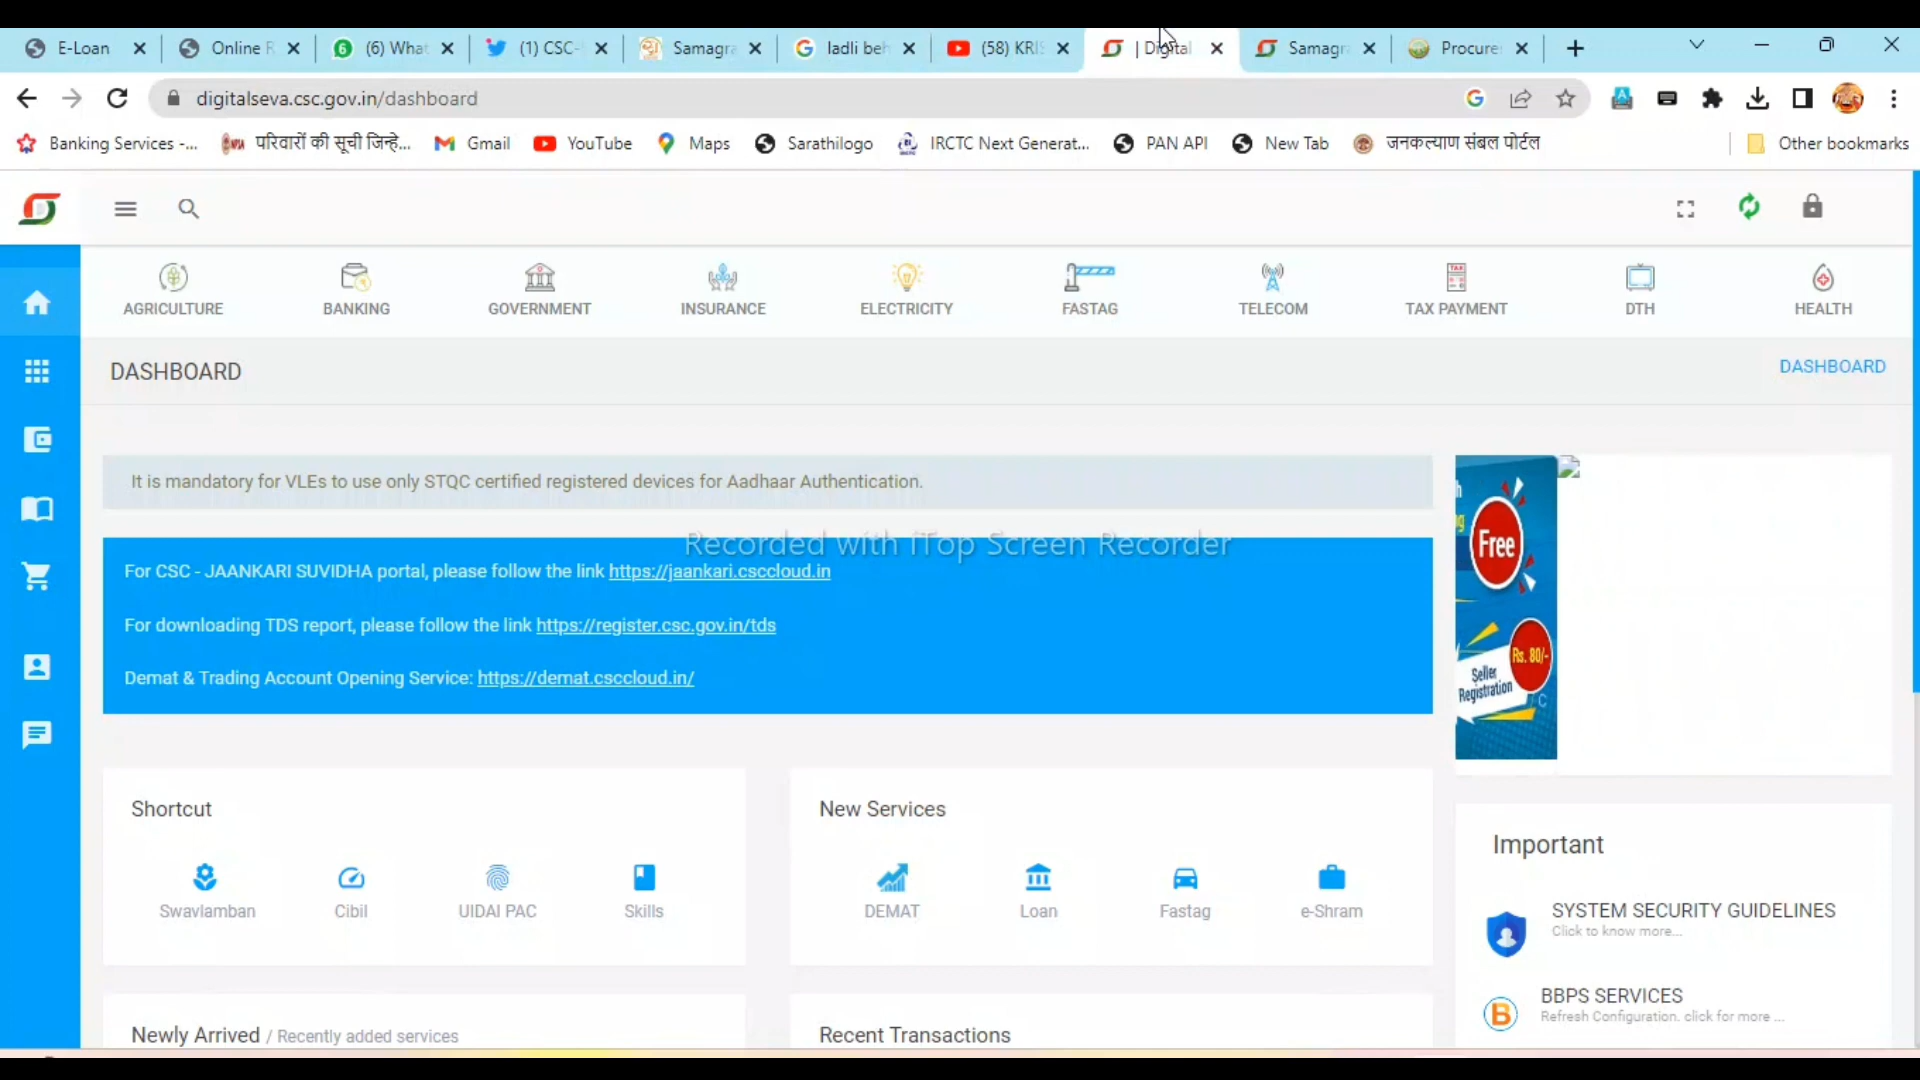 E-Loan
Online R
(6) What
(1) CSC-
Samagra
ladli beh
(58) KRIS
| Digital
Samagr
Procure
digitalseva.csc.gov.in/dashboard
Banking Services -...
परिवारों की सूची जिन्हे...
Gmail
YouTube
Maps
Sarathilogo
IRCTC Next Generat...
PAN API
New Tab
जनकल्याण संबल पोर्टल
Other bookmarks
AGRICULTURE
BANKING
GOVERNMENT
INSURANCE
ELECTRICITY
FASTAG
TELECOM
TAX
TAX PAYMENT
DTH
HEALTH
DASHBOARD
DASHBOARD
It is mandatory for VLEs to use only STQC certified registered devices for Aadhaar Authentication.
Recorded with iTop Screen Recorder
For CSC - JAANKARI SUVIDHA portal, please follow the link https://jaankari.csccloud.in
For downloading TDS report, please follow the link https://register.csc.gov.in/tds
Demat & Trading Account Opening Service: https://demat.csccloud.in/
Free
Rs. 80/-
Seller
Registration
Shortcut
Swavlamban
Cibil
UIDAI PAC
Skills
New Services
DEMAT
Loan
Fastag
e-Shram
Important
SYSTEM SECURITY GUIDELINES
Click to know more...
BBPS SERVICES
Refresh Configuration. click for more ...
Newly Arrived / Recently added services
Recent Transactions